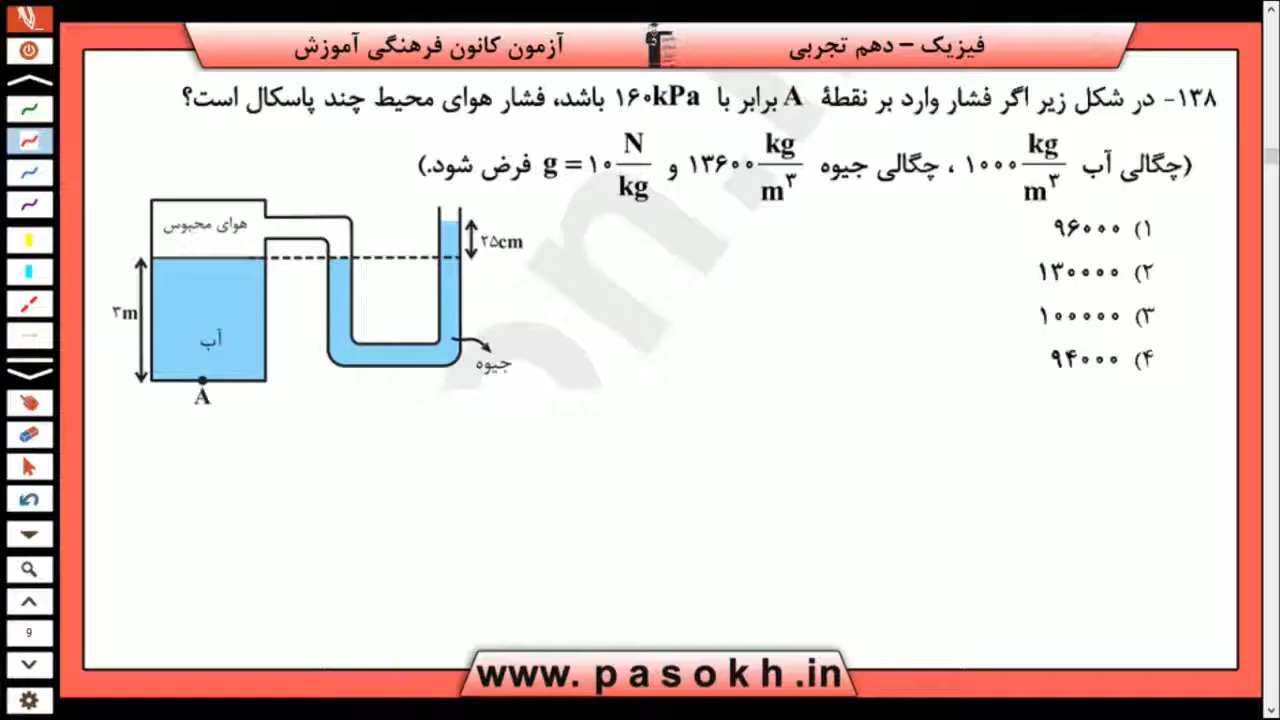 فیزیک – دهم تجربی
آزمون کانون فرهنگی آموزش
۱۳۸- در شکل زیر اگر فشار وارد بر نقطۀ A برابر با ۱۶۰kPa باشد، فشار هوای محیط چند پاسکال است؟
(چگالی آب ۱۰۰۰ kg/m³ ، چگالی جیوه ۱۳۶۰۰ kg/m³ و g = ۱۰ N/kg فرض شود.)
۱) ۹۶۰۰۰
۲) ۱۳۰۰۰۰
۳) ۱۰۰۰۰۰
۴) ۹۴۰۰۰
هوای محبوس
۲۵cm
۳m
آب
جیوه
A
www.pasokh.in
9